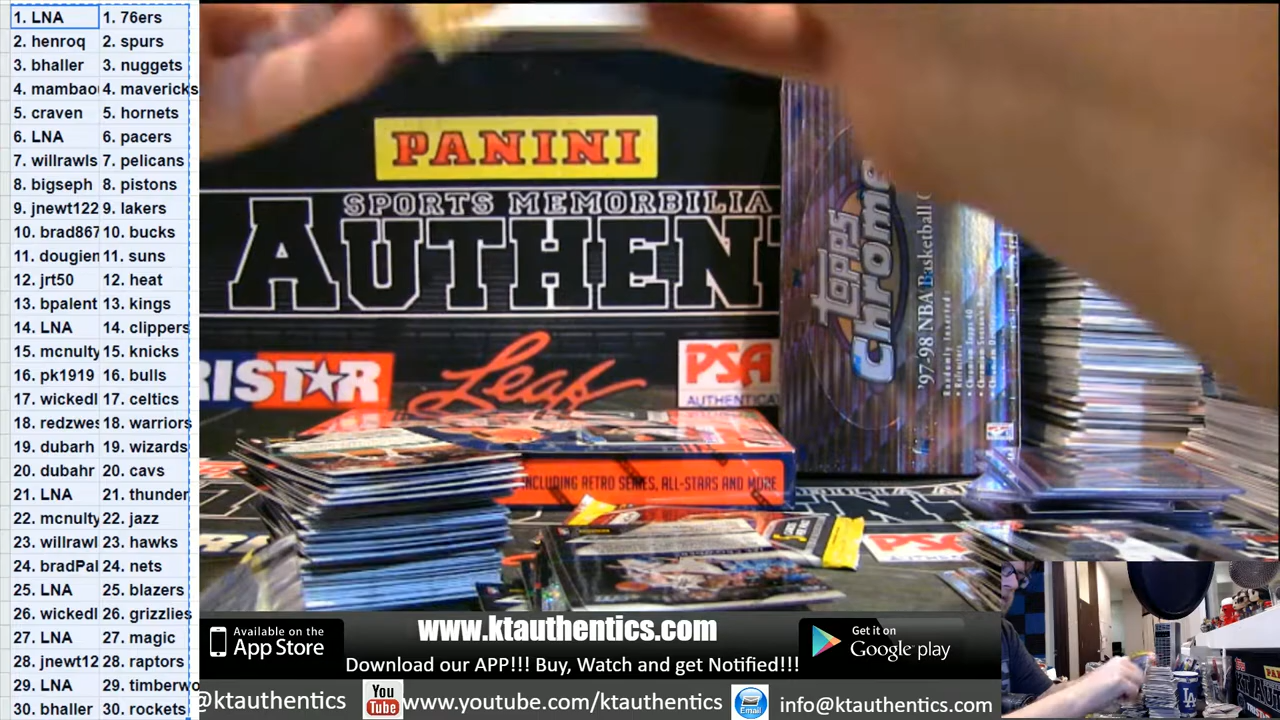 1. LNA 1. 76ers
2. henroq 2. spurs
3. bhaller 3. nuggets
4. mambao 4. mavericks
5. craven 5. hornets
6. LNA 6. pacers
7. willrawls 7. pelicans
8. bigseph 8. pistons
9. jnewt122 9. lakers
10. brad867 10. bucks
11. dougien 11. suns
12. jrt50 12. heat
13. bpalent 13. kings
14. LNA 14. clippers
15. mcnulty 15. knicks
16. pk1919 16. bulls
17. wickedl 17. celtics
18. redzwes 18. warriors
19. dubarh 19. wizards
20. dubahr 20. cavs
21. LNA 21. thunder
22. mcnulty 22. jazz
23. willrawl 23. hawks
24. bradPal 24. nets
25. LNA 25. blazers
26. wickedl 26. grizzlies
27. LNA 27. magic
28. jnewt12 28. raptors
29. LNA 29. timberwo
30. bhaller 30. rockets
PANINI
SPORTS MEMORBILIA
AUTHEN
RISTAR
Leaf
PSA
AUTHENTICA
Topps
Chrome
'97-98 NBA Basketball
Randomly Inserted:
• Refractors
INCLUDING RETRO SERIES, ALL-STARS AND MORE
PSA
Available on the
App Store
www.ktauthentics.com
Download our APP!!! Buy, Watch and get Notified!!!
Get it on
Google play
@ktauthentics
You
Tube
www.youtube.com/ktauthentics
Email
info@ktauthentics.com
LA